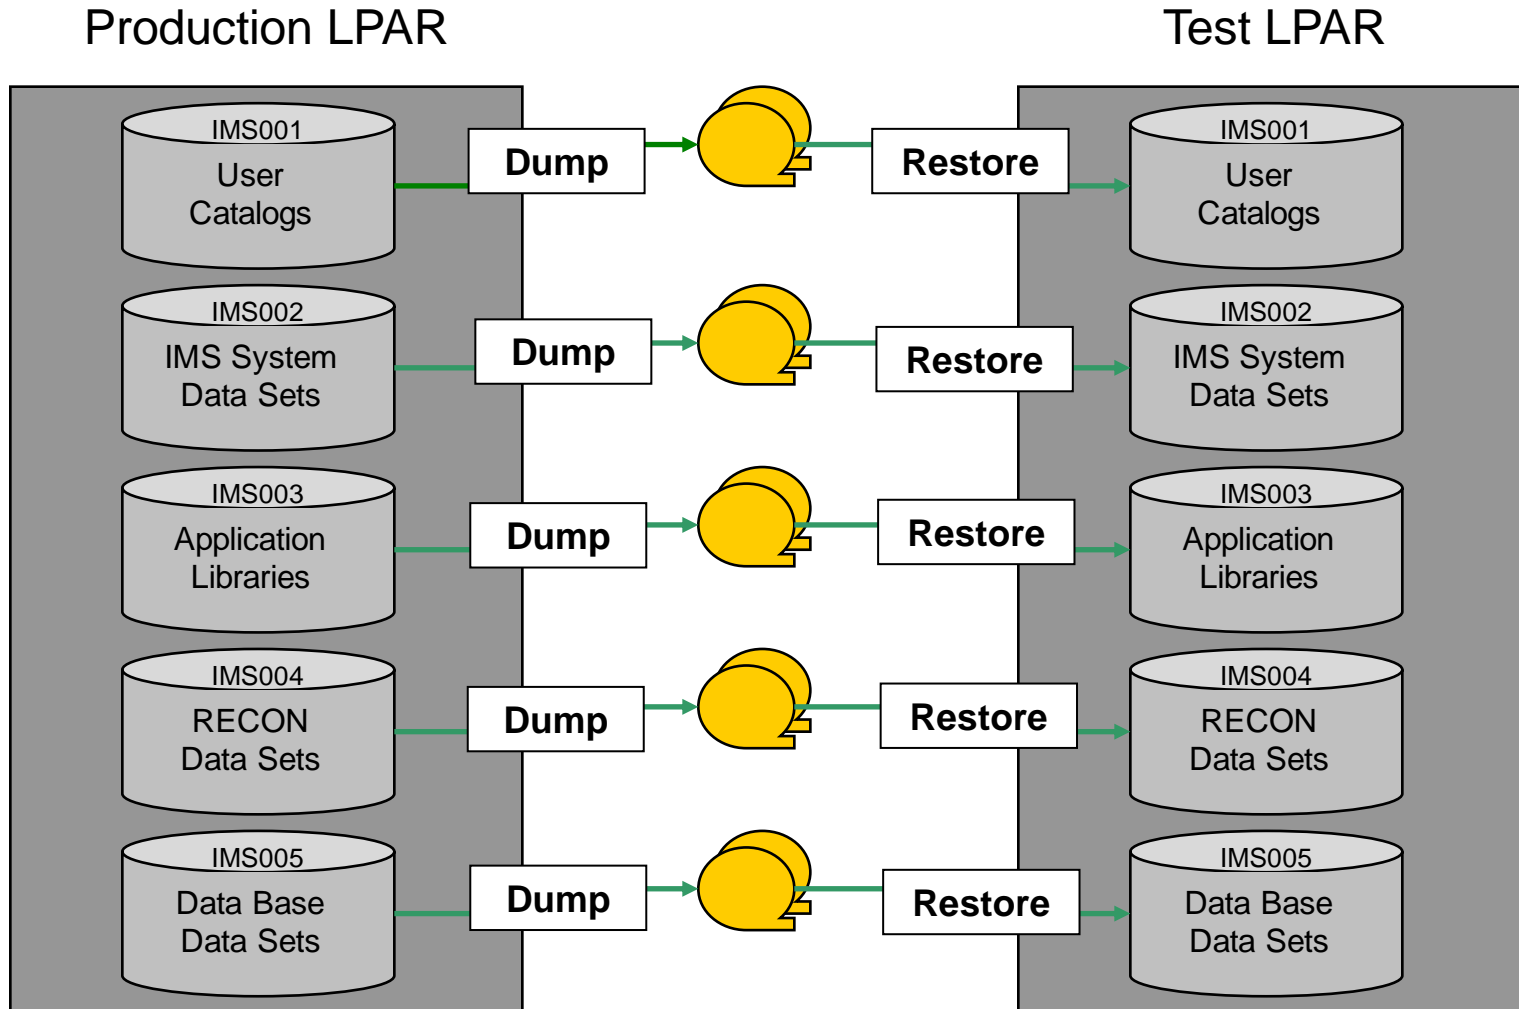 Production LPAR
Test LPAR
IMS001
User
Catalogs
Dump
Restore
IMS001
User
Catalogs
IMS002
IMS System
Data Sets
Dump
Restore
IMS002
IMS System
Data Sets
IMS003
Application
Libraries
Dump
Restore
IMS003
Application
Libraries
IMS004
RECON
Data Sets
Dump
Restore
IMS004
RECON
Data Sets
IMS005
Data Base
Data Sets
Dump
Restore
IMS005
Data Base
Data Sets